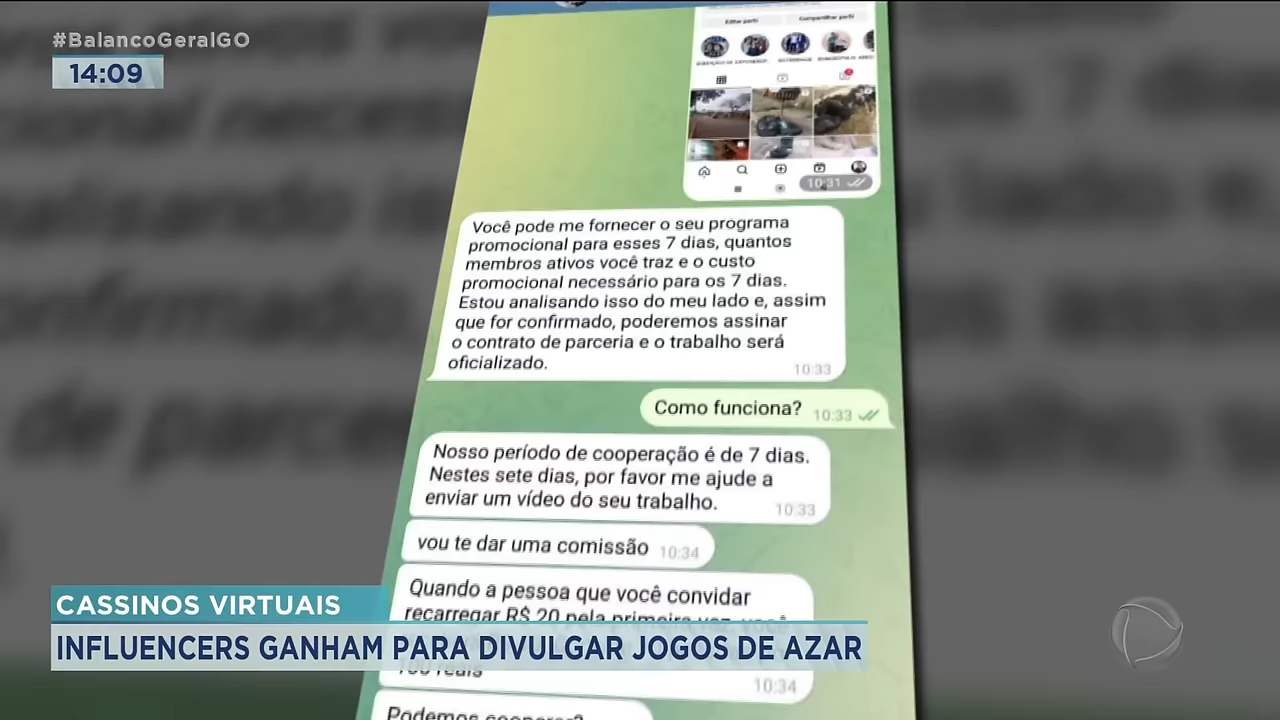 #BalancoGeralGO
14:09
Editar perfil
Compartilhar perfil
10:31
Você pode me fornecer o seu programa
promocional para esses 7 dias, quantos
membros ativos você traz e o custo
promocional necessário para os 7 dias.
Estou analisando isso do meu lado e, assim
que for confirmado, poderemos assinar
o contrato de parceria e o trabalho será
oficializado.
10:33
Como funciona?
10:33
Nosso período de cooperação é de 7 dias.
Nestes sete dias, por favor me ajude a
enviar um vídeo do seu trabalho.
10:33
vou te dar uma comissão
10:34
Quando a pessoa que você convidar
recarregar R$ 20 pela primeira vez, você
100 reais
10:34
Podemos cooperar?
CASSINOS VIRTUAIS
INFLUENCERS GANHAM PARA DIVULGAR JOGOS DE AZAR